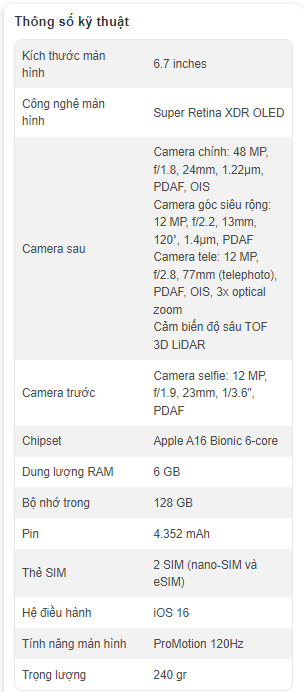 Thông số kỹ thuật
Kích thước màn
hình
6.7 inches
Công nghệ màn
hình
Super Retina XDR OLED
Camera sau
Camera chính: 48 MP,
f/1.8, 24mm, 1.22µm,
PDAF, OIS
Camera góc siêu rộng:
12 MP, f/2.2, 13mm,
120˚, 1.4µm, PDAF
Camera tele: 12 MP,
f/2.8, 77mm (telephoto),
PDAF, OIS, 3x optical
zoom
Cảm biến độ sâu TOF
3D LiDAR
Camera trước
Camera selfie: 12 MP,
f/1.9, 23mm, 1/3.6",
PDAF
Chipset
Apple A16 Bionic 6-core
Dung lượng RAM
6 GB
Bộ nhớ trong
128 GB
Pin
4.352 mAh
Thẻ SIM
2 SIM (nano‑SIM và
eSIM)
Hệ điều hành
iOS 16
Tính năng màn hình
ProMotion 120Hz
Trọng lượng
240 gr